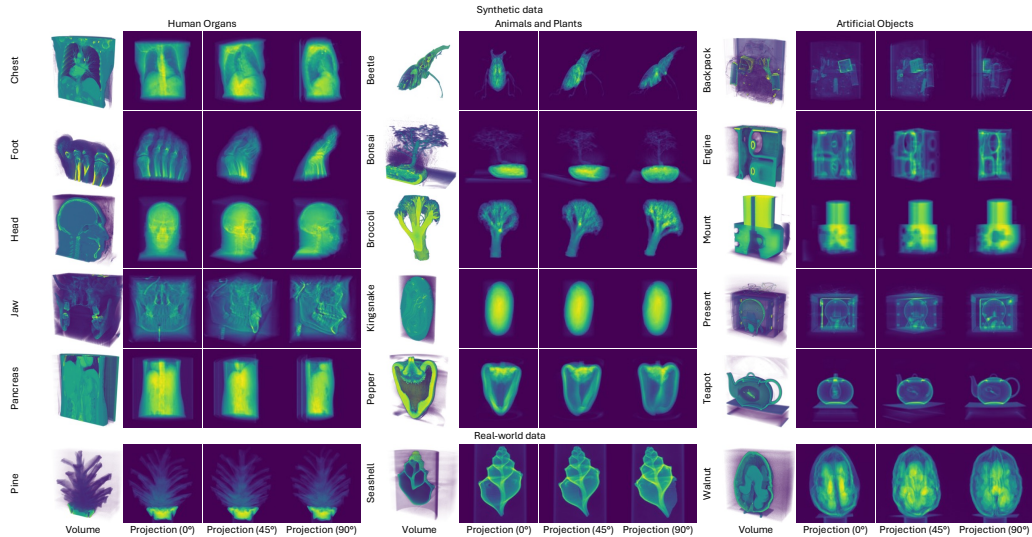 Synthetic data
Human Organs
Animals and Plants
Artificial Objects
Chest
Beetle
Backpack
Foot
Bonsai
Engine
Head
Broccoli
Mount
Jaw
Kingsnake
Present
Pancreas
Pepper
Teapot
Real-world data
Pine
Seashell
Walnut
Volume Projection (0°) Projection (45°) Projection (90°) Volume Projection (0°) Projection (45°) Projection (90°) Volume Projection (0°) Projection (45°) Projection (90°)